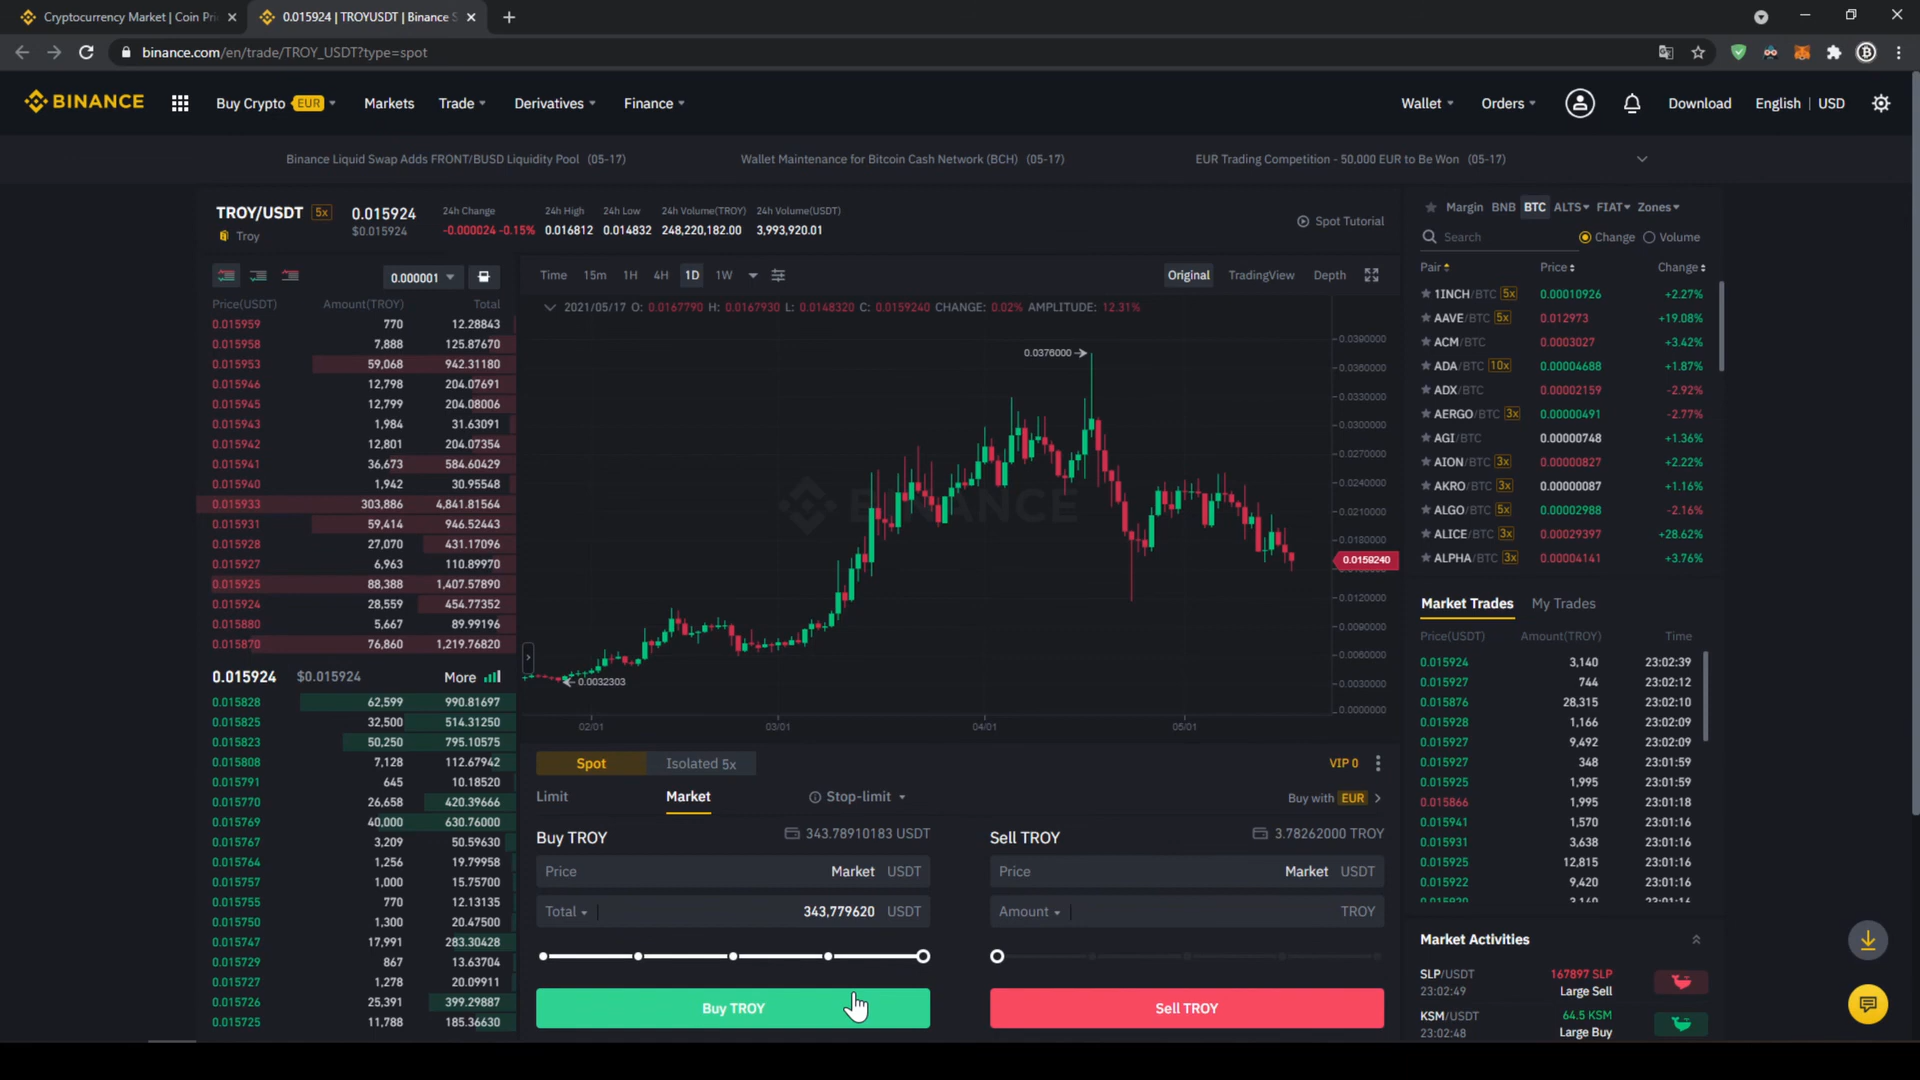 Cryptocurrency Market | Coin Pri
0.015924 | TROYUSDT | Binance S
binance.com/en/trade/TROY_USDT?type=spot
BINANCE
Buy Crypto EUR
Markets
Trade
Derivatives
Finance
Wallet
Orders
Download
English | USD
Binance Liquid Swap Adds FRONT/BUSD Liquidity Pool (05-17)
Wallet Maintenance for Bitcoin Cash Network (BCH) (05-17)
EUR Trading Competition - 50,000 EUR to Be Won (05-17)
TROY/USDT 5x
Troy
0.015924
$0.015924
24h Change
-0.000024 -0.15%
24h High
0.016812
24h Low
0.014832
24h Volume(TROY)
248,220,182.00
24h Volume(USDT)
3,993,920.01
Spot Tutorial
0.000001
Price(USDT) Amount(TROY) Total
0.015959 770 12.28843
0.015958 7,888 125.87670
0.015953 59,068 942.31180
0.015946 12,798 204.07691
0.015945 12,799 204.08006
0.015943 1,984 31.63091
0.015942 12,801 204.07354
0.015941 36,673 584.60429
0.015940 1,942 30.95548
0.015933 303,886 4,841.81564
0.015931 59,414 946.52443
0.015928 27,070 431.17096
0.015927 6,963 110.89970
0.015925 88,388 1,407.57890
0.015924 28,559 454.77352
0.015880 5,667 89.99196
0.015870 76,860 1,219.76820
0.015924 $0.015924 More
0.015828 62,599 990.81697
0.015825 32,500 514.31250
0.015823 50,250 795.10575
0.015808 7,128 112.67942
0.015791 645 10.18520
0.015770 26,658 420.39666
0.015769 40,000 630.76000
0.015767 3,209 50.59630
0.015764 1,256 19.79958
0.015757 1,000 15.75700
0.015755 770 12.13135
0.015750 1,300 20.47500
0.015747 17,991 283.30428
0.015729 867 13.63704
0.015727 1,278 20.09911
0.015726 25,391 399.29887
0.015725 11,788 185.36630
Time 15m 1H 4H 1D 1W
Original TradingView Depth
2021/05/17 O: 0.0167790 H: 0.0167930 L: 0.0148320 C: 0.0159240 CHANGE: 0.02% AMPLITUDE: 12.31%
0.0376000
BINANCE
0.0032303
0.0390000
0.0360000
0.0330000
0.0300000
0.0270000
0.0240000
0.0210000
0.0180000
0.0159240
0.0120000
0.0090000
0.0060000
0.0030000
0.0000000
02/01 03/01 04/01 05/01
Spot
Isolated 5x
VIP 0
Limit
Market
Stop-limit
Buy with EUR
Buy TROY
343.78910183 USDT
Price Market USDT
Total 343,779620 USDT
Buy TROY
Sell TROY
3.78262000 TROY
Price Market USDT
Amount TROY
Sell TROY
Margin BNB BTC ALTS FIAT Zones
Search
Change
Volume
Pair Price Change
1INCH/BTC 5x 0.00010926 +2.27%
AAVE/BTC 5x 0.012973 +19.08%
ACM/BTC 0.0003027 +3.42%
ADA/BTC 10x 0.00004688 +1.87%
ADX/BTC 0.00002159 -2.92%
AERGO/BTC 3x 0.00000491 -2.77%
AGI/BTC 0.00000748 +1.36%
AION/BTC 3x 0.00000827 +2.22%
AKRO/BTC 3x 0.00000087 +1.16%
ALGO/BTC 5x 0.00002988 -2.16%
ALICE/BTC 3x 0.00029397 +28.62%
ALPHA/BTC 3x 0.00004141 +3.76%
Market Trades
My Trades
Price(USDT) Amount(TROY) Time
0.015924 3,140 23:02:39
0.015927 744 23:02:12
0.015876 28,315 23:02:10
0.015928 1,166 23:02:09
0.015927 9,492 23:02:09
0.015927 348 23:01:59
0.015925 1,995 23:01:59
0.015866 1,995 23:01:18
0.015941 1,570 23:01:16
0.015931 3,638 23:01:16
0.015925 12,815 23:01:16
0.015922 9,420 23:01:16
Market Activities
SLP/USDT 167897 SLP
23:02:49 Large Sell
KSM/USDT 64.5 KSM
23:02:48 Large Buy